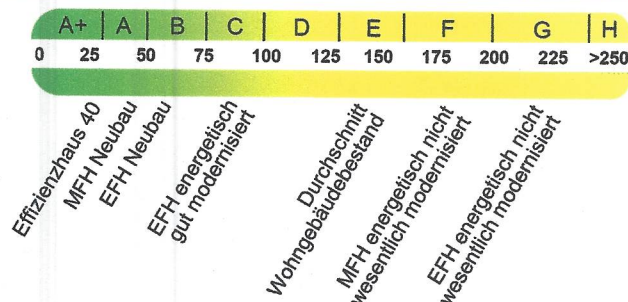 A+ A B C D E F G H
0 25 50 75 100 125 150 175 200 225 >250
Effizienzhaus 40
MFH Neubau
EFH Neubau
EFH energetisch
gut modernisiert
Durchschnitt
Wohngebäudebestand
MFH energetisch nicht
wesentlich modernisiert
EFH energetisch nicht
wesentlich modernisiert